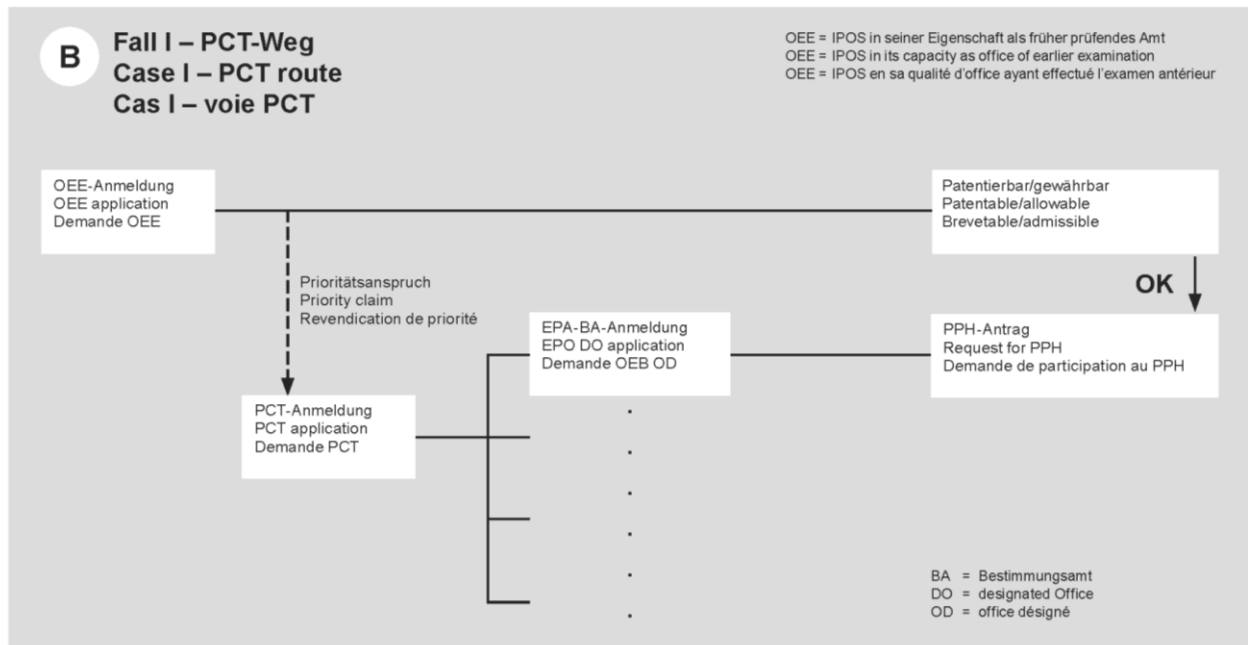 B
Fall I – PCT-Weg
Case I – PCT route
Cas I – voie PCT
OEE = IPOS in seiner Eigenschaft als früher prüfendes Amt
OEE = IPOS in its capacity as office of earlier examination
OEE = IPOS en sa qualité d'office ayant effectué l'examen antérieur
OEE-Anmeldung
OEE application
Demande OEE
Patentierbar/gewährbar
Patentable/allowable
Brevetable/admissible
Prioritätsanspruch
Priority claim
Revendication de priorité
OK
EPA-BA-Anmeldung
EPO DO application
Demande OEB OD
PPH-Antrag
Request for PPH
Demande de participation au PPH
PCT-Anmeldung
PCT application
Demande PCT
BA = Bestimmungsamt
DO = designated Office
OD = office désigné